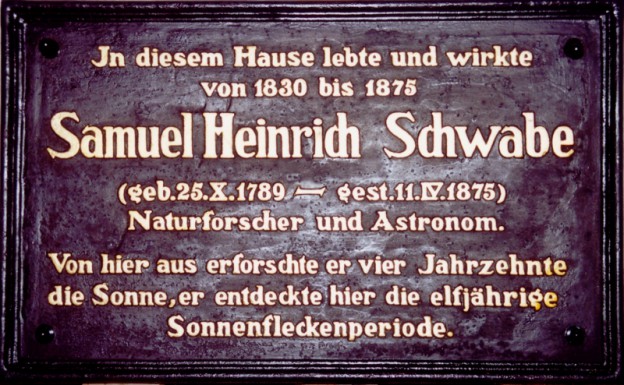 In diesem Hause lebte und wirkte
von 1830 bis 1875
Samuel Heinrich Schwabe
(geb.25.X.1789 — gest.11.IV.1875)
Naturforscher und Astronom.
Von hier aus erforschte er vier Jahrzehnte
die Sonne, er entdeckte hier die elfjährige
Sonnenfleckenperiode.